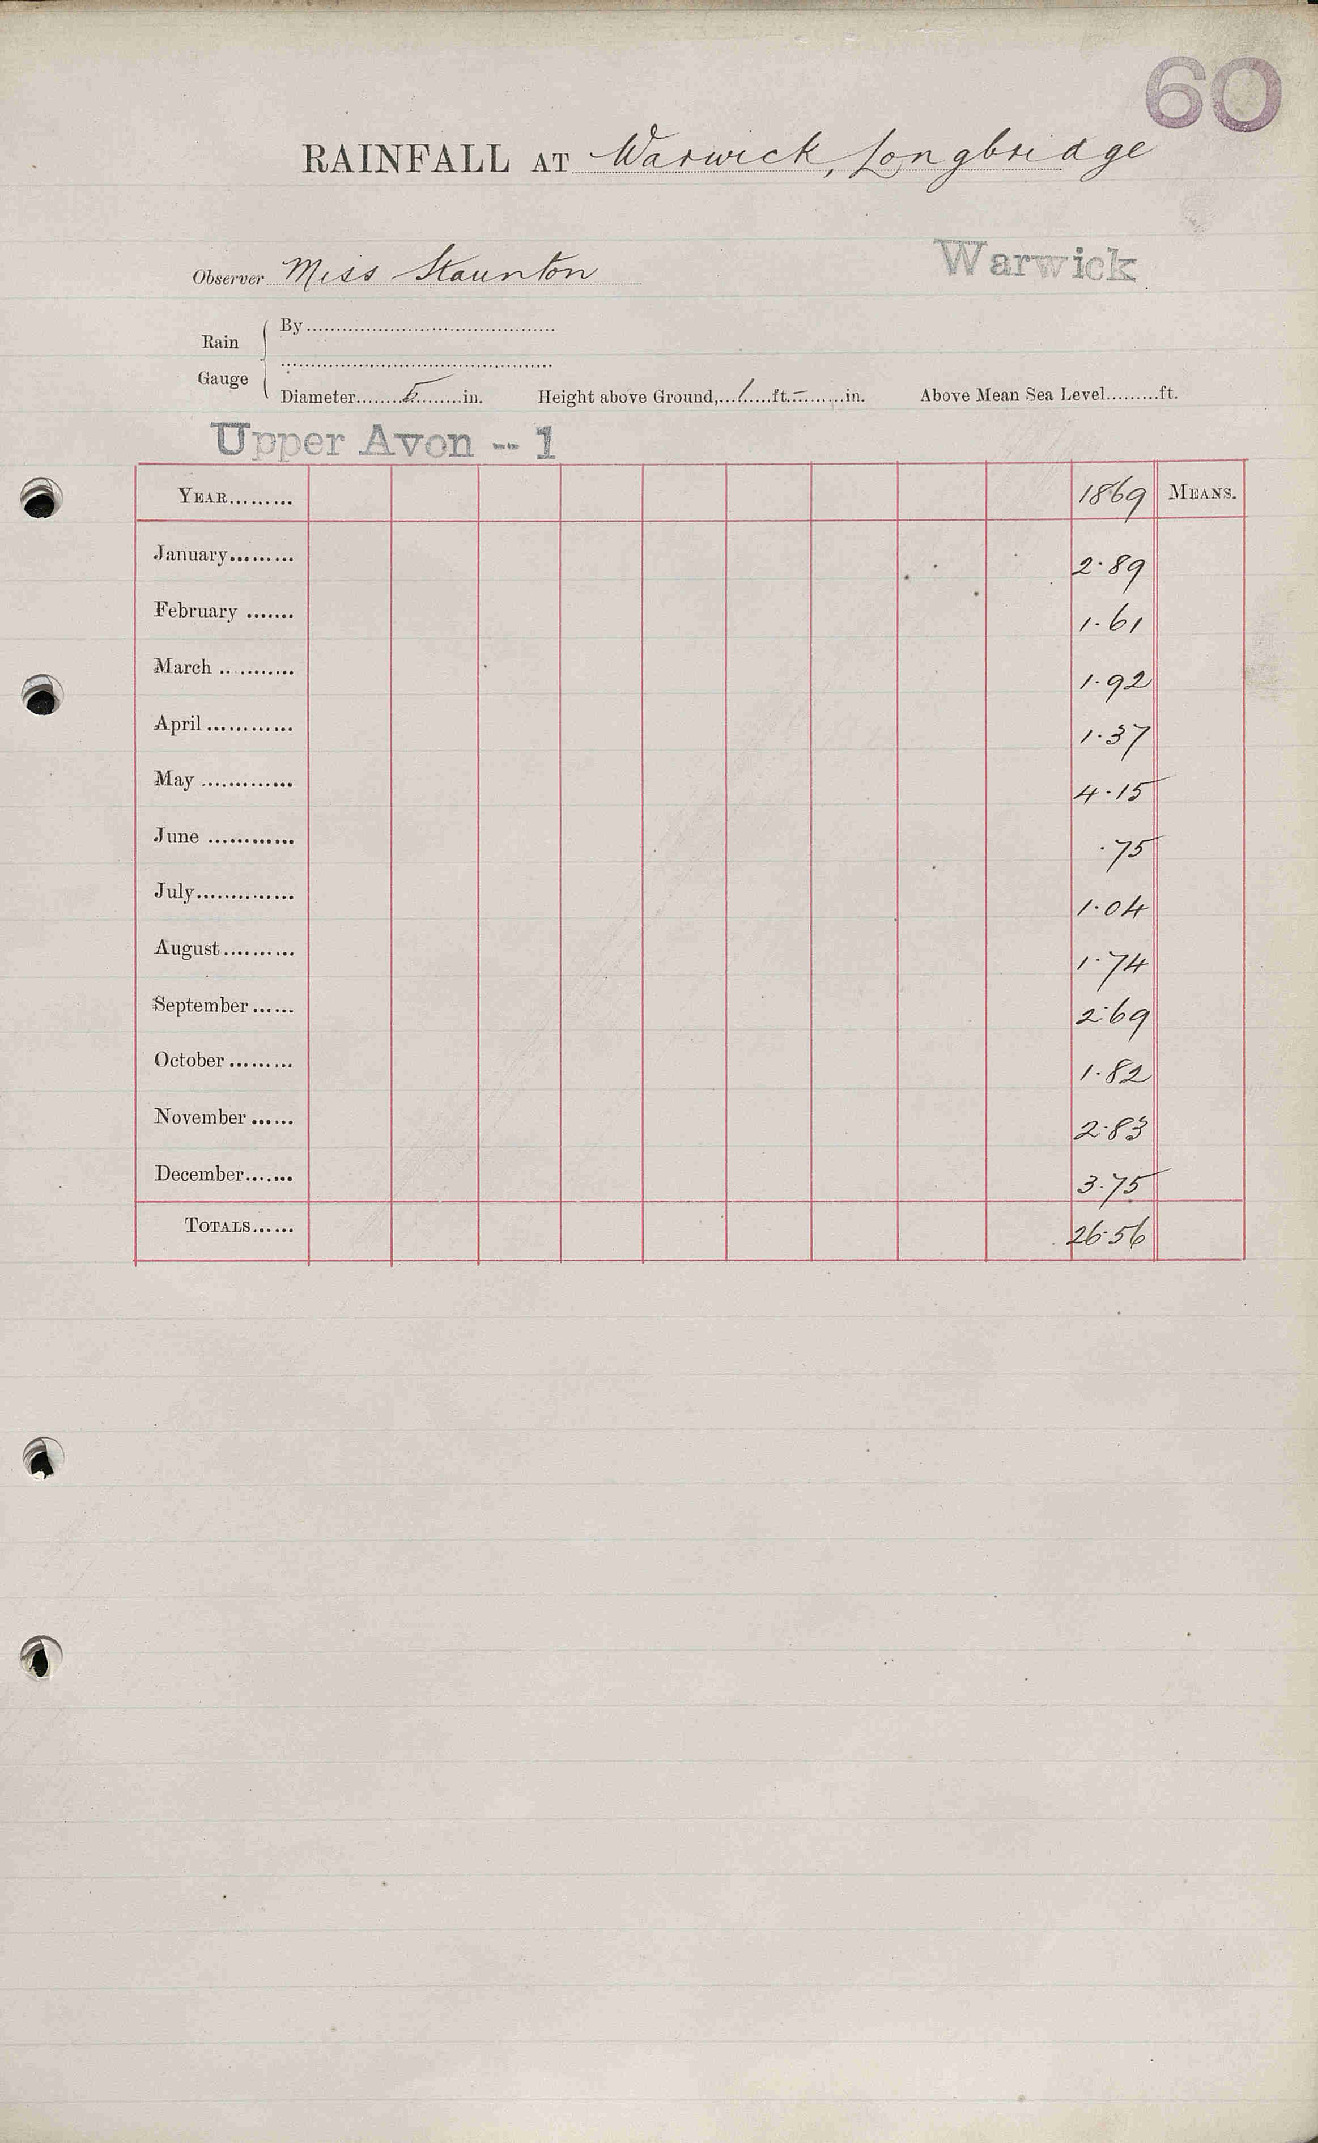 60
RAINFALL AT Warwick, Longbridge
Observer Miss Staunton
Warwick
Rain Gauge
By
Diameter 5 in. Height above Ground, 1 ft. - in. Above Mean Sea Level ft.
Upper Avon -- 1
YEAR 1869 MEANS.
January 2.89
February 1.61
March 1.92
April 1.37
May 4.15
June .75
July 1.04
August 1.74
September 2.69
October 1.82
November 2.83
December 3.75
TOTALS 26.56